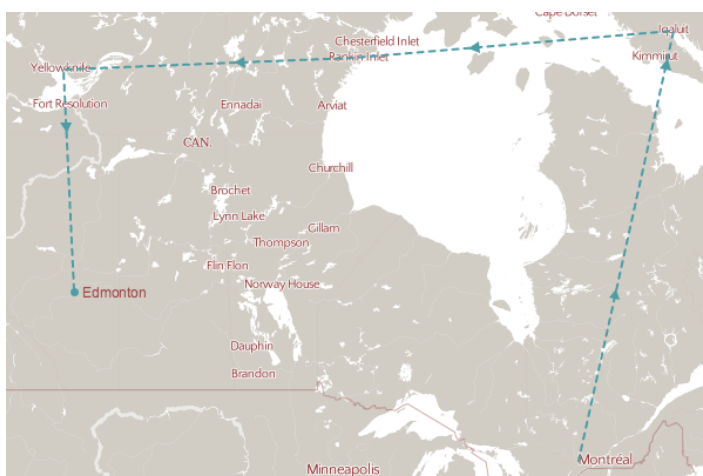 Cape Dorset
Iqaluit
Chesterfield Inlet
Rankin Inlet
Kimmirut
Yellowknife
Fort Resolution
Ennadai
Arviat
CAN.
Churchill
Brochet
Lynn Lake
Gillam
Thompson
Flin Flon
Norway House
Edmonton
Dauphin
Brandon
Montréal
Minneapolis